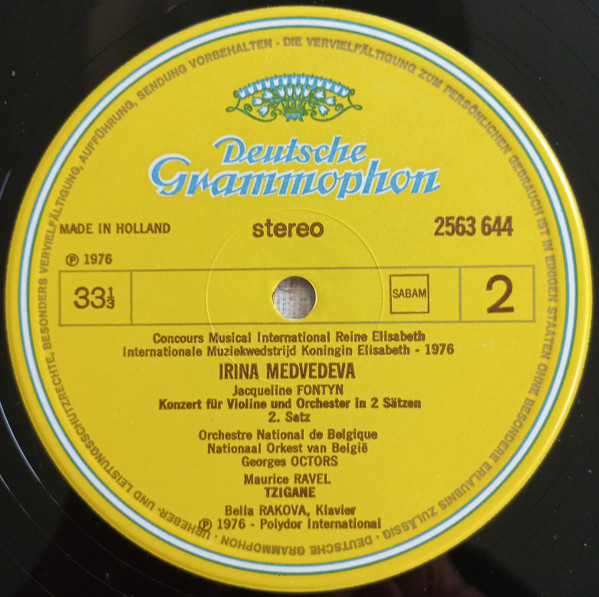 URHEBER- UND LEISTUNGSSCHUTZRECHTE, BESONDERS VERVIELFÄLTIGUNG, AUFFÜHRUNG, SENDUNG VORBEHALTEN · DIE VERVIELFÄLTIGUNG ZUM PERSÖNLICHEN GEBRAUCH IST IN EINIGEN STAATEN OHNE BESONDERE ERLAUBNIS ZULÄSSIG · DEUTSCHE GRAMMOPHON ·
Deutsche
Grammophon
MADE IN HOLLAND
stereo
2563 644
℗ 1976
33⅓
SABAM
2
Concours Musical International Reine Elisabeth
Internationale Muziekwedstrijd Koningin Elisabeth - 1976
IRINA MEDVEDEVA
Jacqueline FONTYN
Konzert für Violine und Orchester in 2 Sätzen
2. Satz
Orchestre National de Belgique
Nationaal Orkest van België
Georges OCTORS
Maurice RAVEL
TZIGANE
Bella RAKOVA, Klavier
℗ 1976 - Polydor International